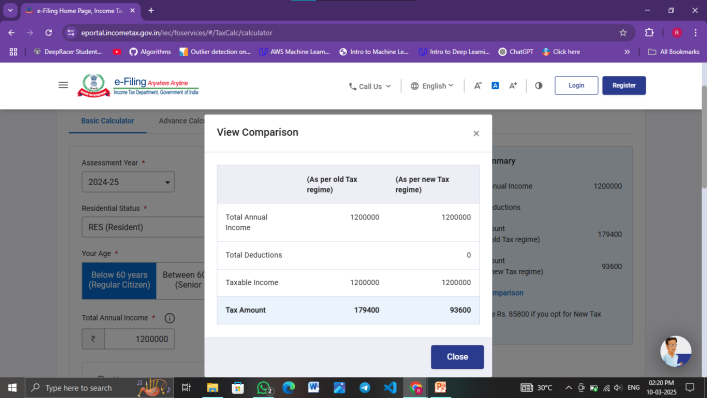 e-Filing Home Page, Income Ta
eportal.incometax.gov.in/iec/foservices/#/TaxCalc/calculator
DeepRacer Student...
Algorithms
Outlier detection on...
AWS Machine Learn...
Intro to Machine Le...
Intro to Deep Learni...
ChatGPT
Click here
All Bookmarks
e-Filing Anywhere Anytime
Income Tax Department, Government of India
Call Us
English
Login
Register
Basic Calculator
Advance Calcu
Assessment Year *
2024-25
Residential Status *
RES (Resident)
Your Age *
Below 60 years
(Regular Citizen)
Between 60
(Senior
Total Annual Income *
₹ 1200000
View Comparison
(As per old Tax regime) (As per new Tax regime)
Total Annual Income 1200000 1200000
Total Deductions 0
Taxable Income 1200000 1200000
Tax Amount 179400 93600
Close
mmary
nnual Income 1200000
ductions
ount
old Tax regime) 179400
ount
new Tax regime) 93600
mparison
e Rs. 85800 if you opt for New Tax
Type here to search
30°C
ENG
02:20 PM
10-03-2025